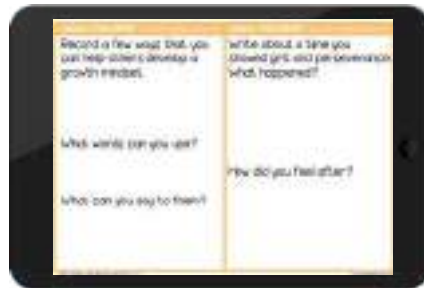 Record a few ways that you
can help others develop a
growth mindset.
What words can you use?
What can you say to them?
Write about a time you
showed grit and perseverance.
What happened?
How did you feel after?